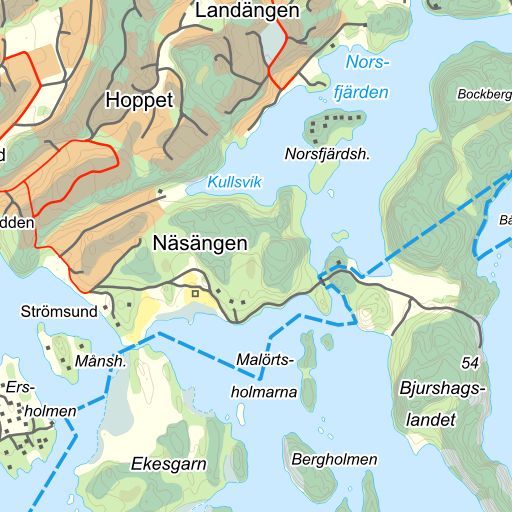 Landängen
Nors-
fjärden
Hoppet
Bockberg
Norsfjärdsh.
d
Kullsvik
dden
Näsängen
Bå
Strömsund
Månsh.
Malörts-
holmarna
54
Ers-
holmen
Bjurshags-
landet
Ekesgarn
Bergholmen